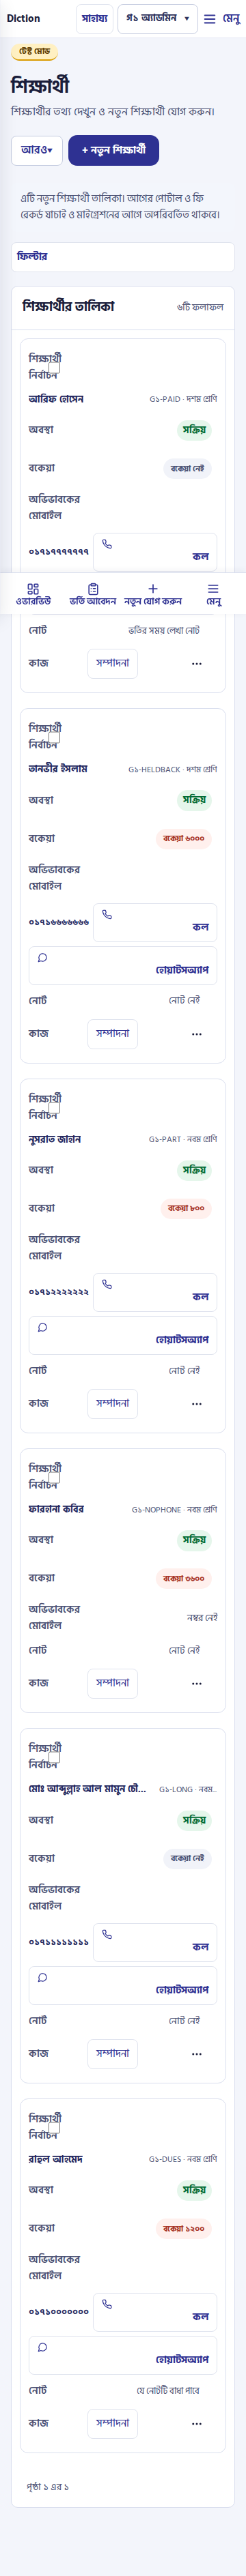 Diction
সাহায্য
গ১ অ্যাডমিন ▾
মেনু
টেস্ট মোড
শিক্ষার্থী
শিক্ষার্থীর তথ্য দেখুন ও নতুন শিক্ষার্থী যোগ করুন।
আরও▾
+ নতুন শিক্ষার্থী
এটি নতুন শিক্ষার্থী তালিকা। আগের পোর্টাল ও ফি
রেকর্ড যাচাই ও মাইগ্রেশনের আগে অপরিবর্তিত থাকবে।
ফিল্টার
শিক্ষার্থীর তালিকা
৬টি ফলাফল
শিক্ষার্থী
নির্বাচন
আরিফ হোসেন
G১-PAID · দশম শ্রেণি
অবস্থা
সক্রিয়
বকেয়া
বকেয়া নেই
অভিভাবকের
মোবাইল
০১৭১৭৭৭৭৭৭৭
কল
ওভারভিউ
ভর্তি আবেদন
নতুন যোগ করুন
মেনু
নোট
ভর্তির সময় লেখা নোট
কাজ
সম্পাদনা
...
শিক্ষার্থী
নির্বাচন
তানভীর ইসলাম
G১-HELDBACK · দশম শ্রেণি
অবস্থা
সক্রিয়
বকেয়া
বকেয়া ৬০০০
অভিভাবকের
মোবাইল
০১৭১৬৬৬৬৬৬৬
কল
হোয়াটসঅ্যাপ
নোট
নোট নেই
কাজ
সম্পাদনা
...
শিক্ষার্থী
নির্বাচন
নুসরাত জাহান
G১-PART · নবম শ্রেণি
অবস্থা
সক্রিয়
বকেয়া
বকেয়া ৮০০
অভিভাবকের
মোবাইল
০১৭১২২২২২২২
কল
হোয়াটসঅ্যাপ
নোট
নোট নেই
কাজ
সম্পাদনা
...
শিক্ষার্থী
নির্বাচন
ফারহানা কবির
G১-NOPHONE · নবম শ্রেণি
অবস্থা
সক্রিয়
বকেয়া
বকেয়া ৩৬০০
অভিভাবকের
মোবাইল
নম্বর নেই
নোট
নোট নেই
কাজ
সম্পাদনা
...
শিক্ষার্থী
নির্বাচন
মোঃ আব্দুল্লাহ আল মামুন চৌ...
G১-LONG · নবম...
অবস্থা
সক্রিয়
বকেয়া
বকেয়া নেই
অভিভাবকের
মোবাইল
০১৭১১১১১১১১
কল
হোয়াটসঅ্যাপ
নোট
নোট নেই
কাজ
সম্পাদনা
...
শিক্ষার্থী
নির্বাচন
রাহুল আহমেদ
G১-DUES · নবম শ্রেণি
অবস্থা
সক্রিয়
বকেয়া
বকেয়া ১২০০
অভিভাবকের
মোবাইল
০১৭১০০০০০০০
কল
হোয়াটসঅ্যাপ
নোট
যে নোটটি বাধা পাবে
কাজ
সম্পাদনা
...
পৃষ্ঠা ১ এর ১